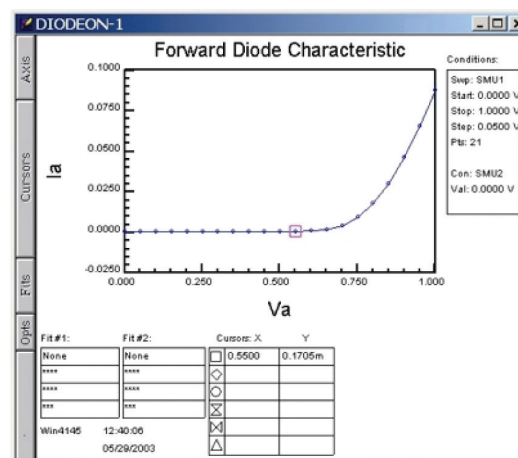 DIODEON-1
Axis
Cursors
Fits
Opts
Forward Diode Characteristic
Ia
0.1000
0.0750
0.0500
0.0250
0.0000
-0.0250
0.000
0.250
0.500
0.750
1.000
Va
Conditions:
Swp: SMU1
Start: 0.0000 V
Stop: 1.0000 V
Step: 0.0500 V
Pts: 21
Con: SMU2
Val: 0.0000 V
Fit#1: Fit#2: Cursors: X Y
None None 0.5500 0.1705m
**** ****
**** ****
*** ***
Win4145 12:40:06
05/29/2003